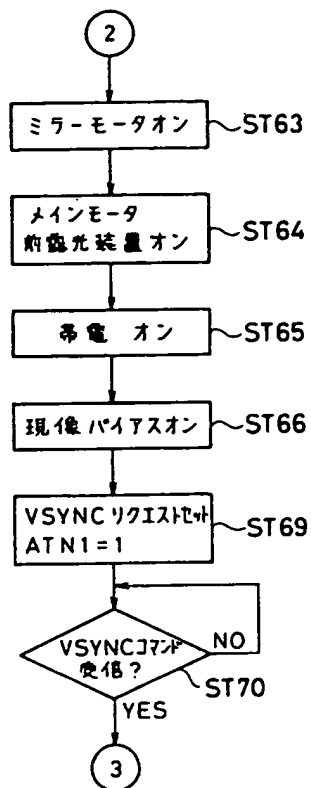 2
ミラーモータオン
ST63
メインモータ
前露光装置オン
ST64
帯電 オン
ST65
現像バイアスオン
ST66
VSYNCリクエストセット
ATN1=1
ST69
VSYNCコマンド
受信?
NO
ST70
YES
3